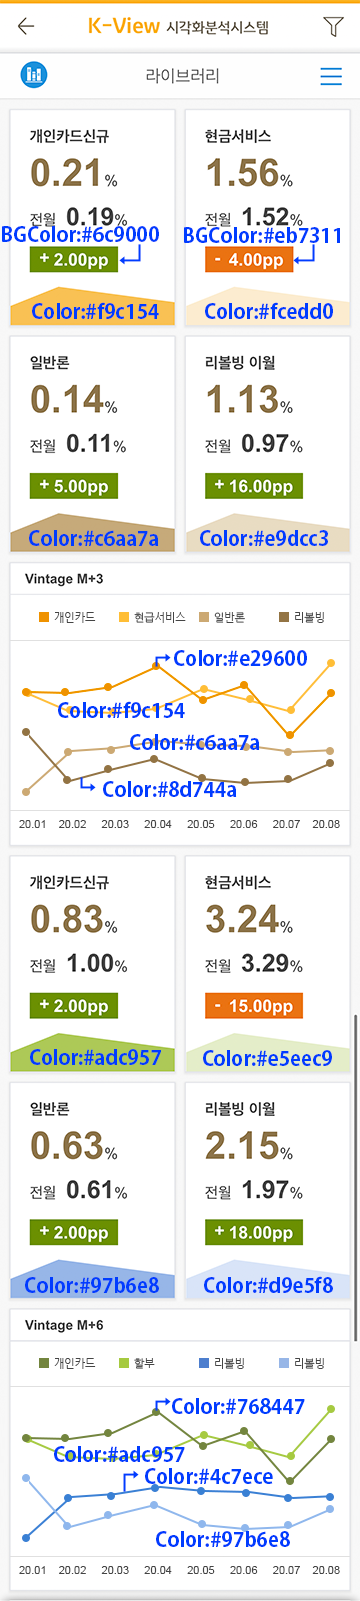 K-View 시각화분석시스템
라이브러리
개인카드신규
0.21%
전월 0.19%
BGColor:#6c9000
+ 2.00pp
Color:#f9c154
현금서비스
1.56%
전월 1.52%
BGColor:#eb7311
- 4.00pp
Color:#fcedd0
일반론
0.14%
전월 0.11%
+ 5.00pp
Color:#c6aa7a
리볼빙 이월
1.13%
전월 0.97%
+ 16.00pp
Color:#e9dcc3
Vintage M+3
개인카드 현급서비스 일반론 리볼빙
Color:#e29600
Color:#f9c154
Color:#c6aa7a
Color:#8d744a
20.01 20.02 20.03 20.04 20.05 20.06 20.07 20.08
개인카드신규
0.83%
전월 1.00%
+ 2.00pp
Color:#adc957
현금서비스
3.24%
전월 3.29%
- 15.00pp
Color:#e5eec9
일반론
0.63%
전월 0.61%
+ 2.00pp
Color:#97b6e8
리볼빙 이월
2.15%
전월 1.97%
+ 18.00pp
Color:#d9e5f8
Vintage M+6
개인카드 할부 리볼빙 리볼빙
Color:#768447
Color:#adc957
Color:#4c7ece
Color:#97b6e8
20.01 20.02 20.03 20.04 20.05 20.06 20.07 20.08